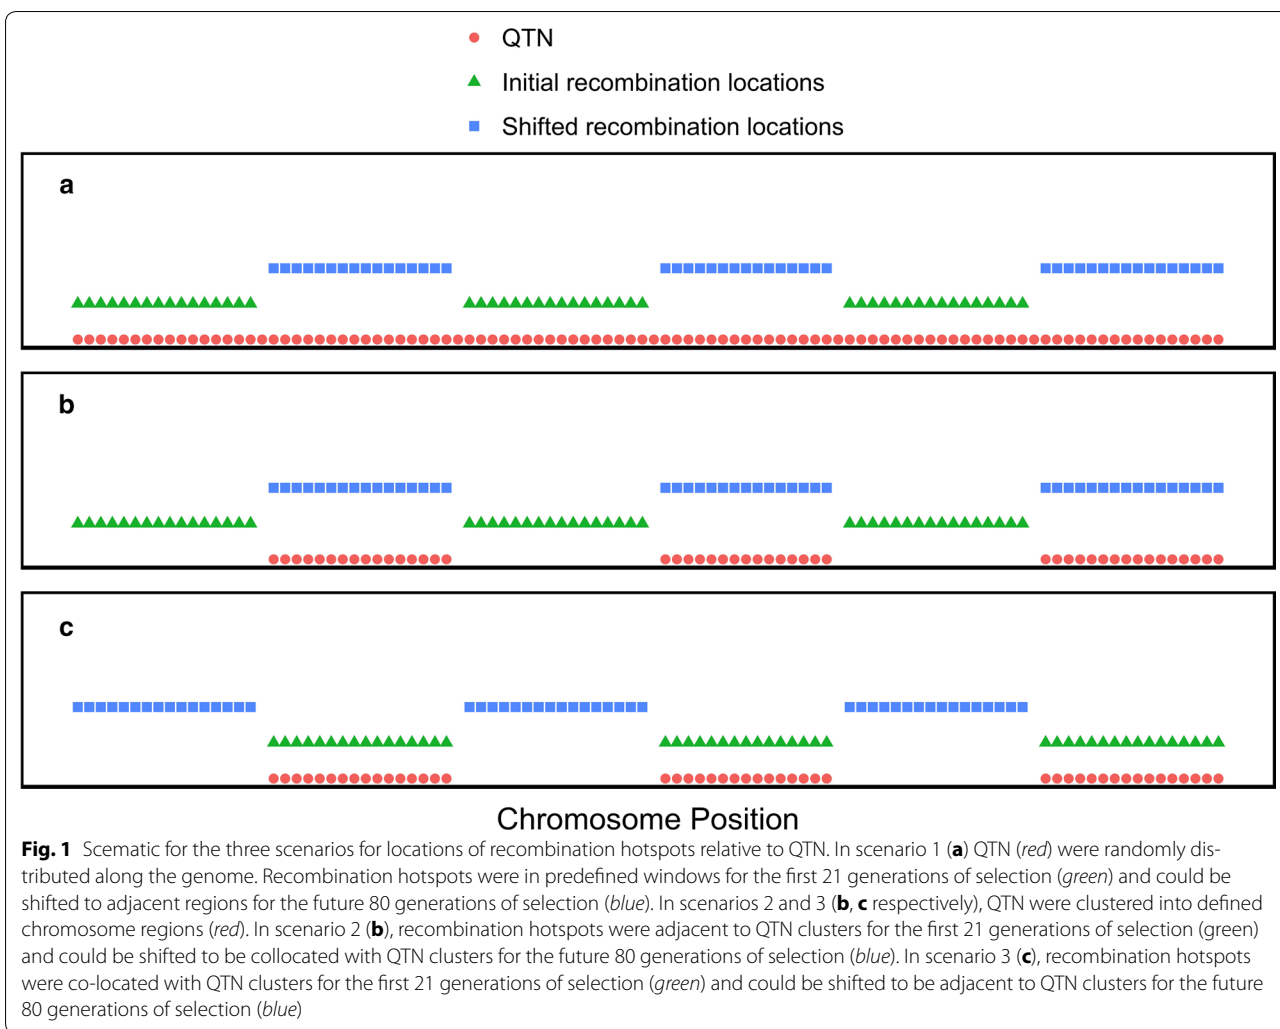 QTN
Initial recombination locations
Shifted recombination locations
a
b
c
Chromosome Position
Fig. 1 Scematic for the three scenarios for locations of recombination hotspots relative to QTN. In scenario 1 (a) QTN (red) were randomly dis-
tributed along the genome. Recombination hotspots were in predefined windows for the first 21 generations of selection (green) and could be
shifted to adjacent regions for the future 80 generations of selection (blue). In scenarios 2 and 3 (b, c respectively), QTN were clustered into defined
chromosome regions (red). In scenario 2 (b), recombination hotspots were adjacent to QTN clusters for the first 21 generations of selection (green)
and could be shifted to be collocated with QTN clusters for the future 80 generations of selection (blue). In scenario 3 (c), recombination hotspots
were co-located with QTN clusters for the first 21 generations of selection (green) and could be shifted to be adjacent to QTN clusters for the future
80 generations of selection (blue)